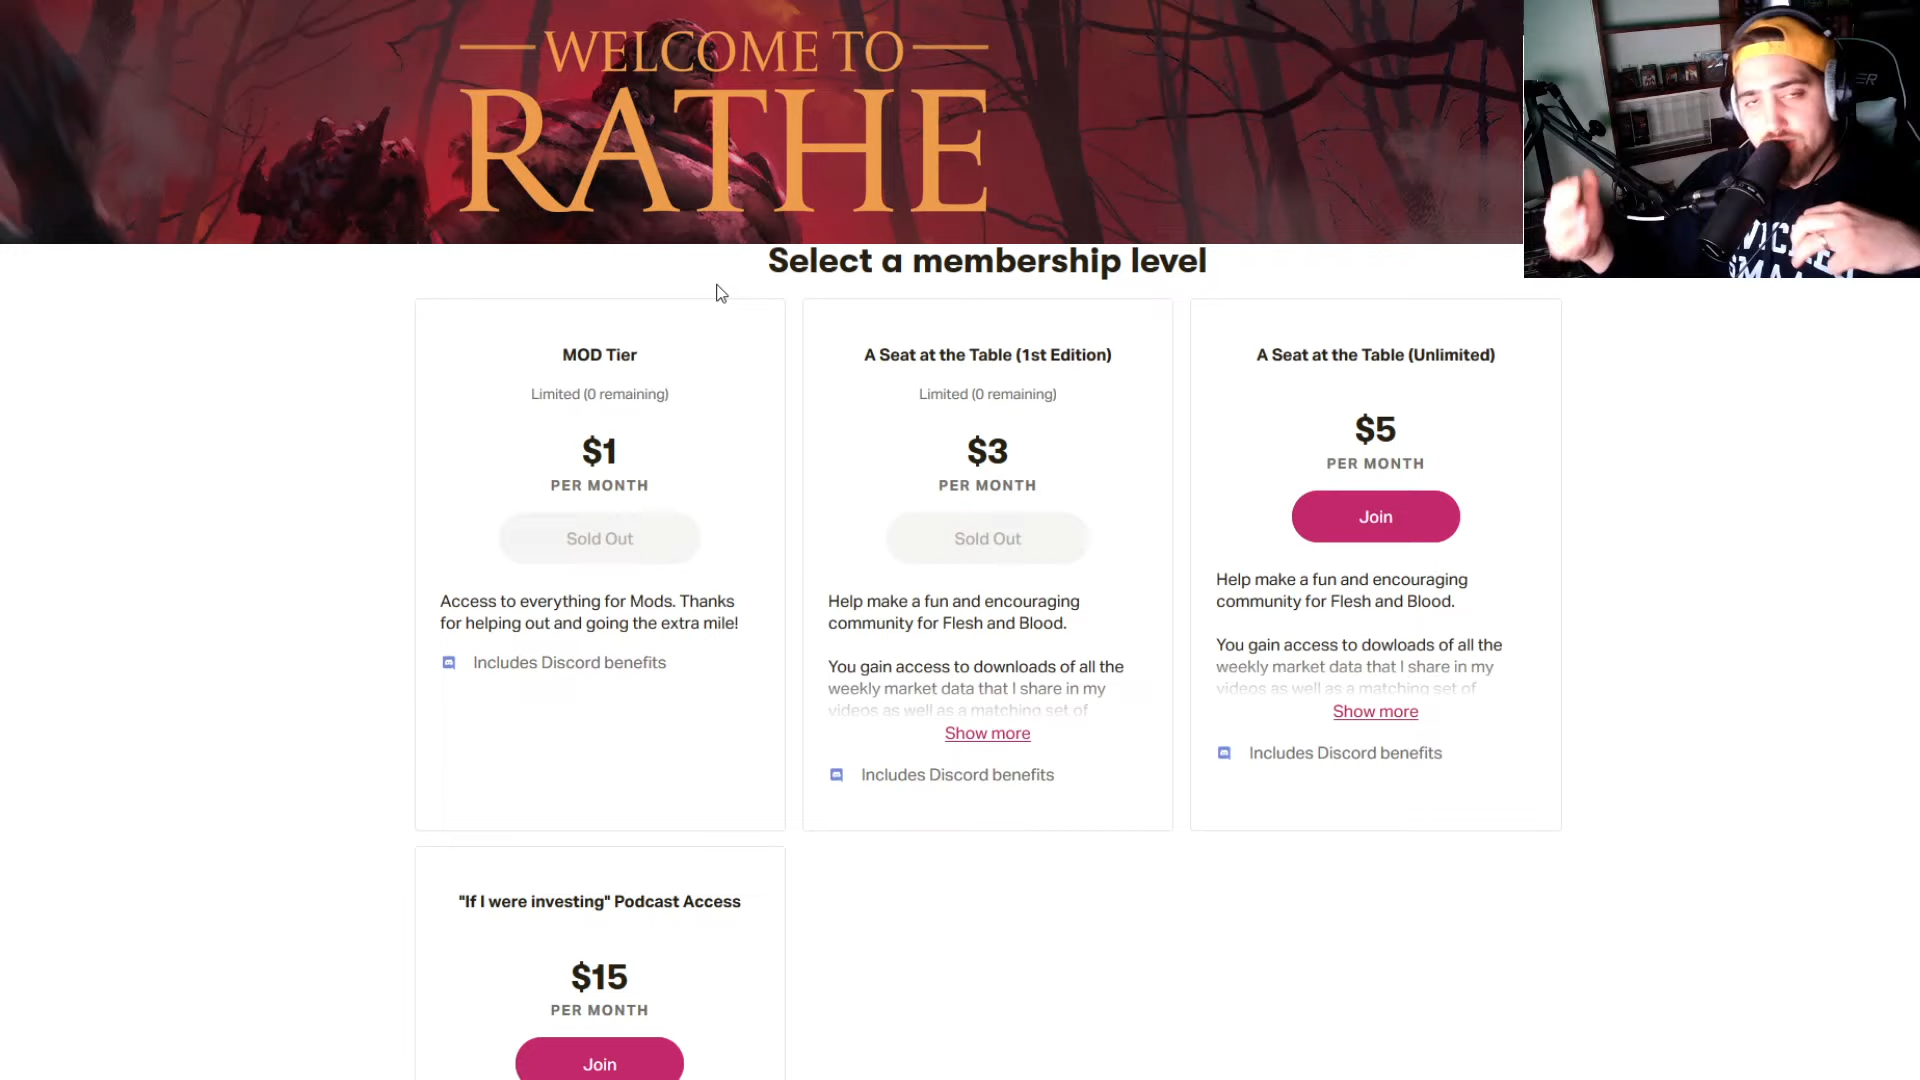 WELCOME TO
RATHE
Select a membership level
MOD Tier
Limited (0 remaining)
$1
PER MONTH
Sold Out
Access to everything for Mods. Thanks
for helping out and going the extra mile!
Includes Discord benefits
A Seat at the Table (1st Edition)
Limited (0 remaining)
$3
PER MONTH
Sold Out
Help make a fun and encouraging
community for Flesh and Blood.
You gain access to downloads of all the
weekly market data that I share in my
videos as well as a matching set of
Show more
Includes Discord benefits
A Seat at the Table (Unlimited)
$5
PER MONTH
Join
Help make a fun and encouraging
community for Flesh and Blood.
You gain access to dowloads of all the
weekly market data that I share in my
videos as well as a matching set of
Show more
Includes Discord benefits
"If I were investing" Podcast Access
$15
PER MONTH
Join